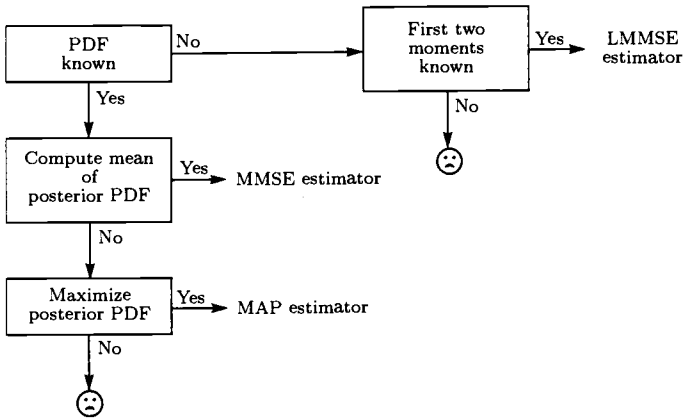 PDF
known
No
First two
moments
known
Yes
LMMSE
estimator
Yes
No
Compute mean
of
posterior PDF
Yes
MMSE estimator
No
Maximize
posterior PDF
Yes
MAP estimator
No